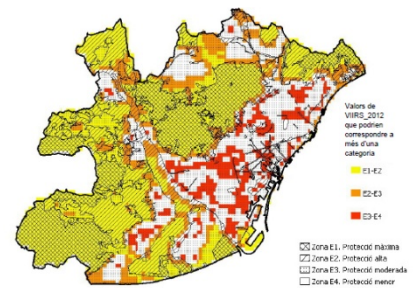 Valors de
VIIRS_2012
que podrien
correspondre a
més d'una
categoria
E1-E2
E2-E3
E3-E4
Zona E1. Protecció màxima
Zona E2. Protecció alta
Zona E3. Protecció moderada
Zona E4. Protecció menor